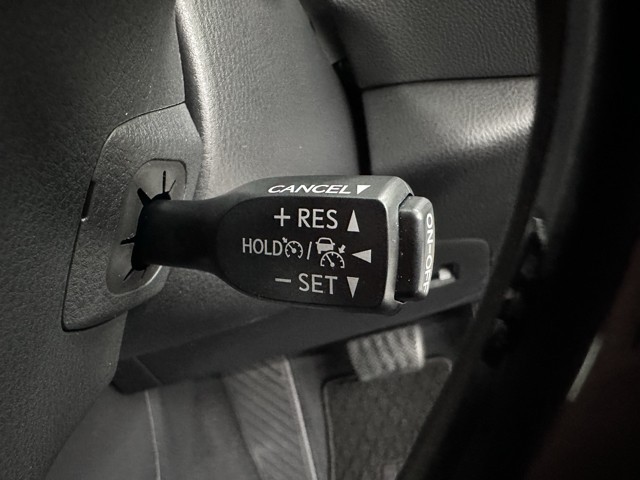 CANCEL▼
+ RES ▲
HOLD / ◀
− SET ▼
ON-OFF